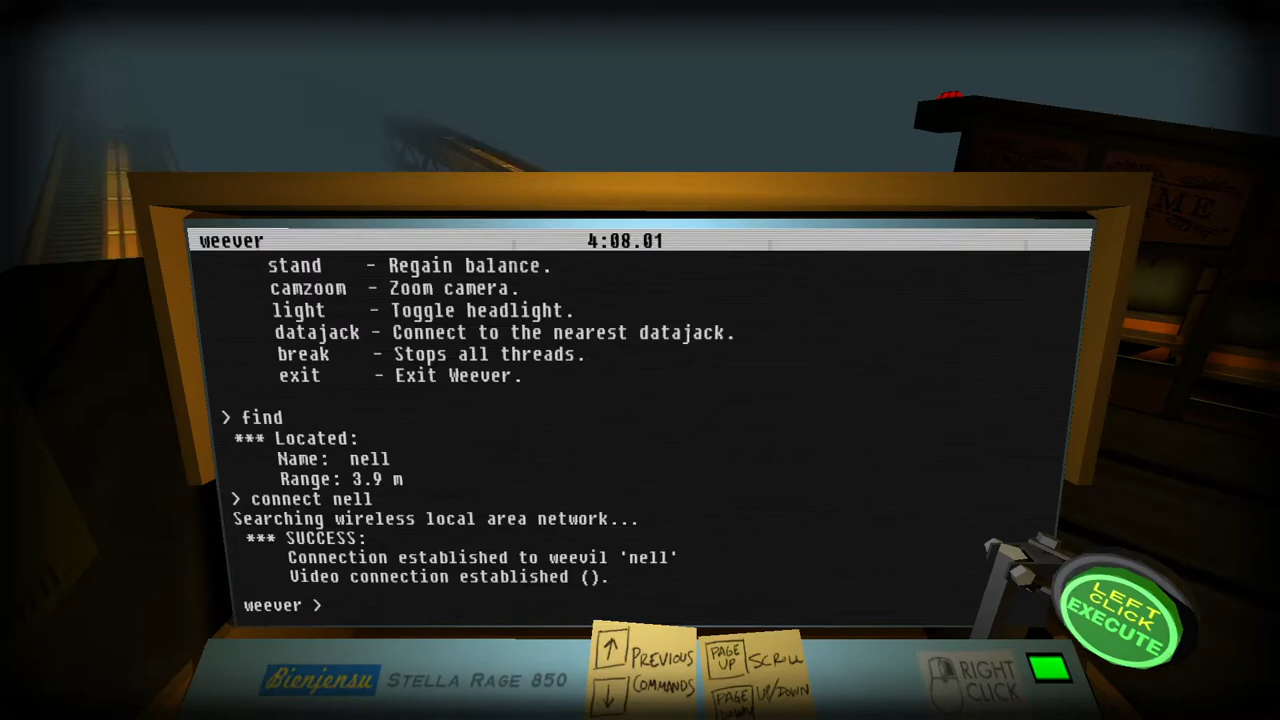 weever 4:08.01
stand - Regain balance.
camzoom - Zoom camera.
light - Toggle headlight.
datajack - Connect to the nearest datajack.
break - Stops all threads.
exit - Exit Weever.
> find
*** Located:
Name: nell
Range: 3.9 m
> connect nell
Searching wireless local area network...
*** SUCCESS:
Connection established to weevil 'nell'
Video connection established ().
weever >
LEFT
CLICK
EXECUTE
Bienjensu STELLA RAGE 850
↑ PREVIOUS
↓ COMMANDS
PAGE
UP
SCROLL
PAGE
DOWN
UP/DOWN
RIGHT
CLICK